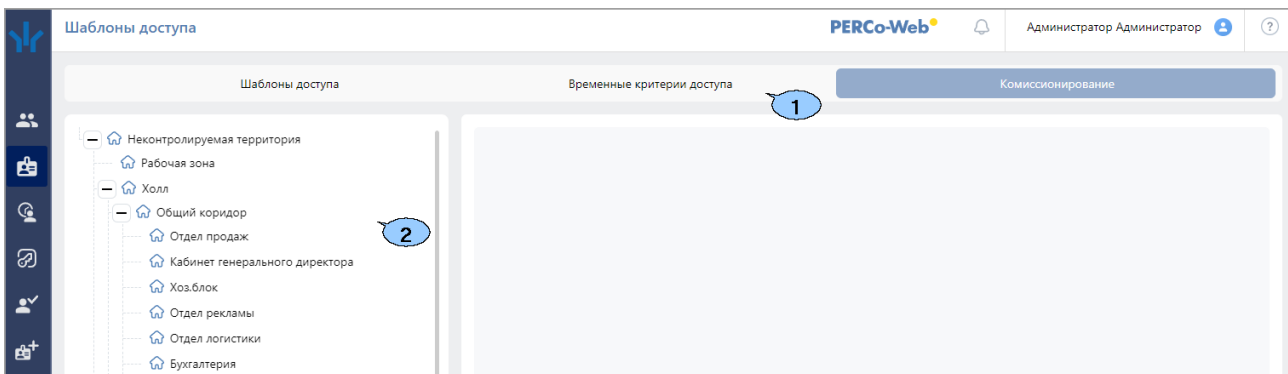 Шаблоны доступа PERCo-Web Администратор Администратор ?
Шаблоны доступа Временные критерии доступа Комиссионирование
1
Неконтролируемая территория
Рабочая зона
Холл
Общий коридор
2
Отдел продаж
Кабинет генерального директора
Хоз.блок
Отдел рекламы
Отдел логистики
Бухгалтерия